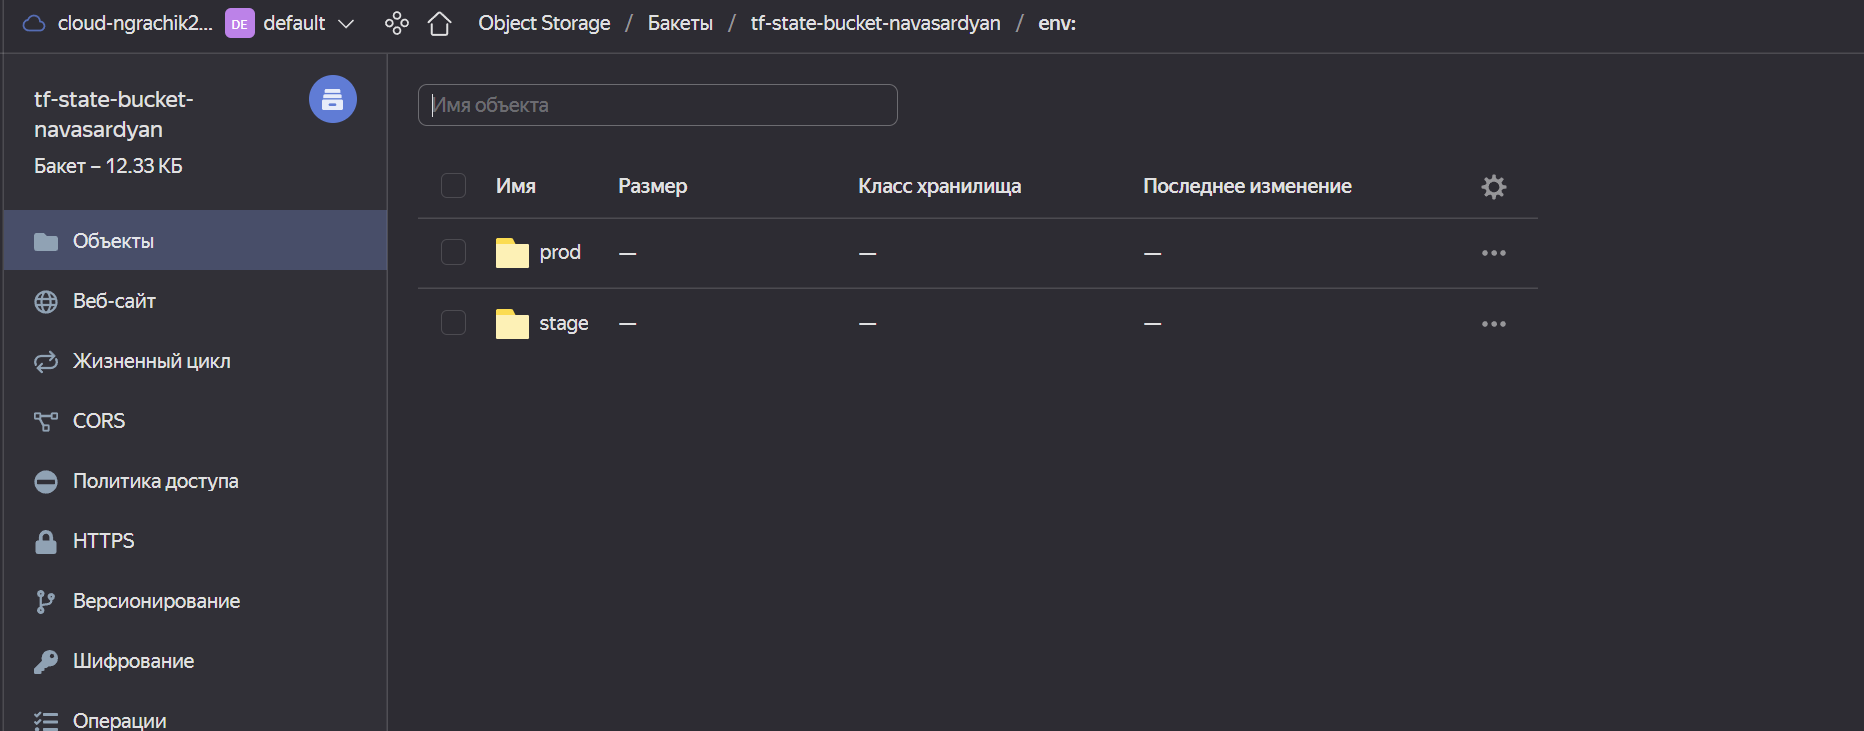 cloud-ngrachik2... DE default Object Storage / Бакеты / tf-state-bucket-navasardyan / env:
tf-state-bucket-
navasardyan
Бакет – 12.33 КБ
Объекты
Веб-сайт
Жизненный цикл
CORS
Политика доступа
HTTPS
Версионирование
Шифрование
Операции
Имя объекта
Имя Размер Класс хранилища Последнее изменение
prod — — —
stage — — —